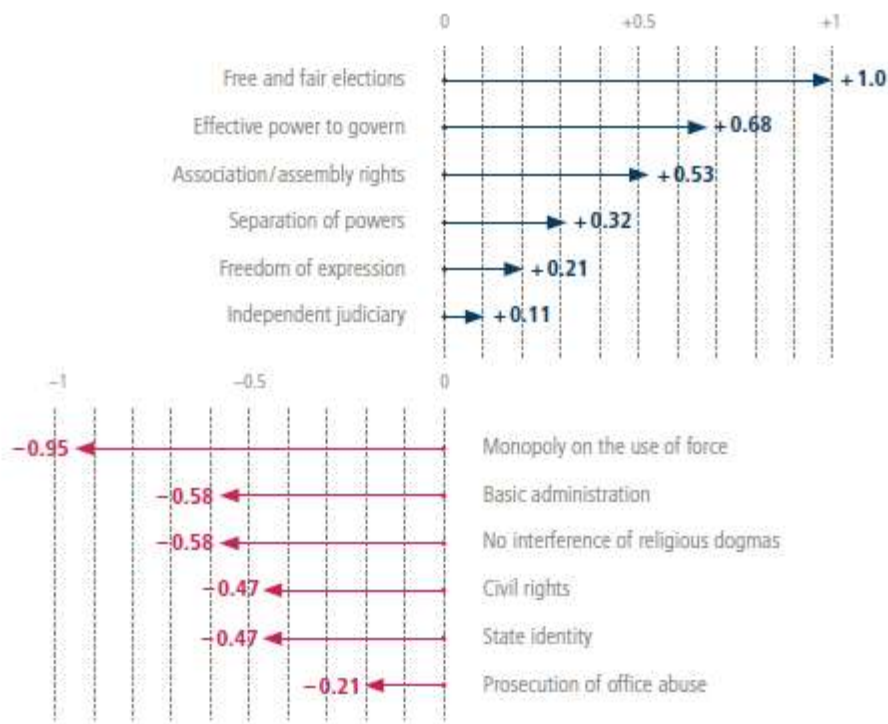 0 +0.5 +1
Free and fair elections +1.0
Effective power to govern +0.68
Association/assembly rights +0.53
Separation of powers +0.32
Freedom of expression +0.21
Independent judiciary +0.11
−1 −0.5 0
−0.95 Monopoly on the use of force
−0.58 Basic administration
−0.58 No interference of religious dogmas
−0.47 Civil rights
−0.47 State identity
−0.21 Prosecution of office abuse